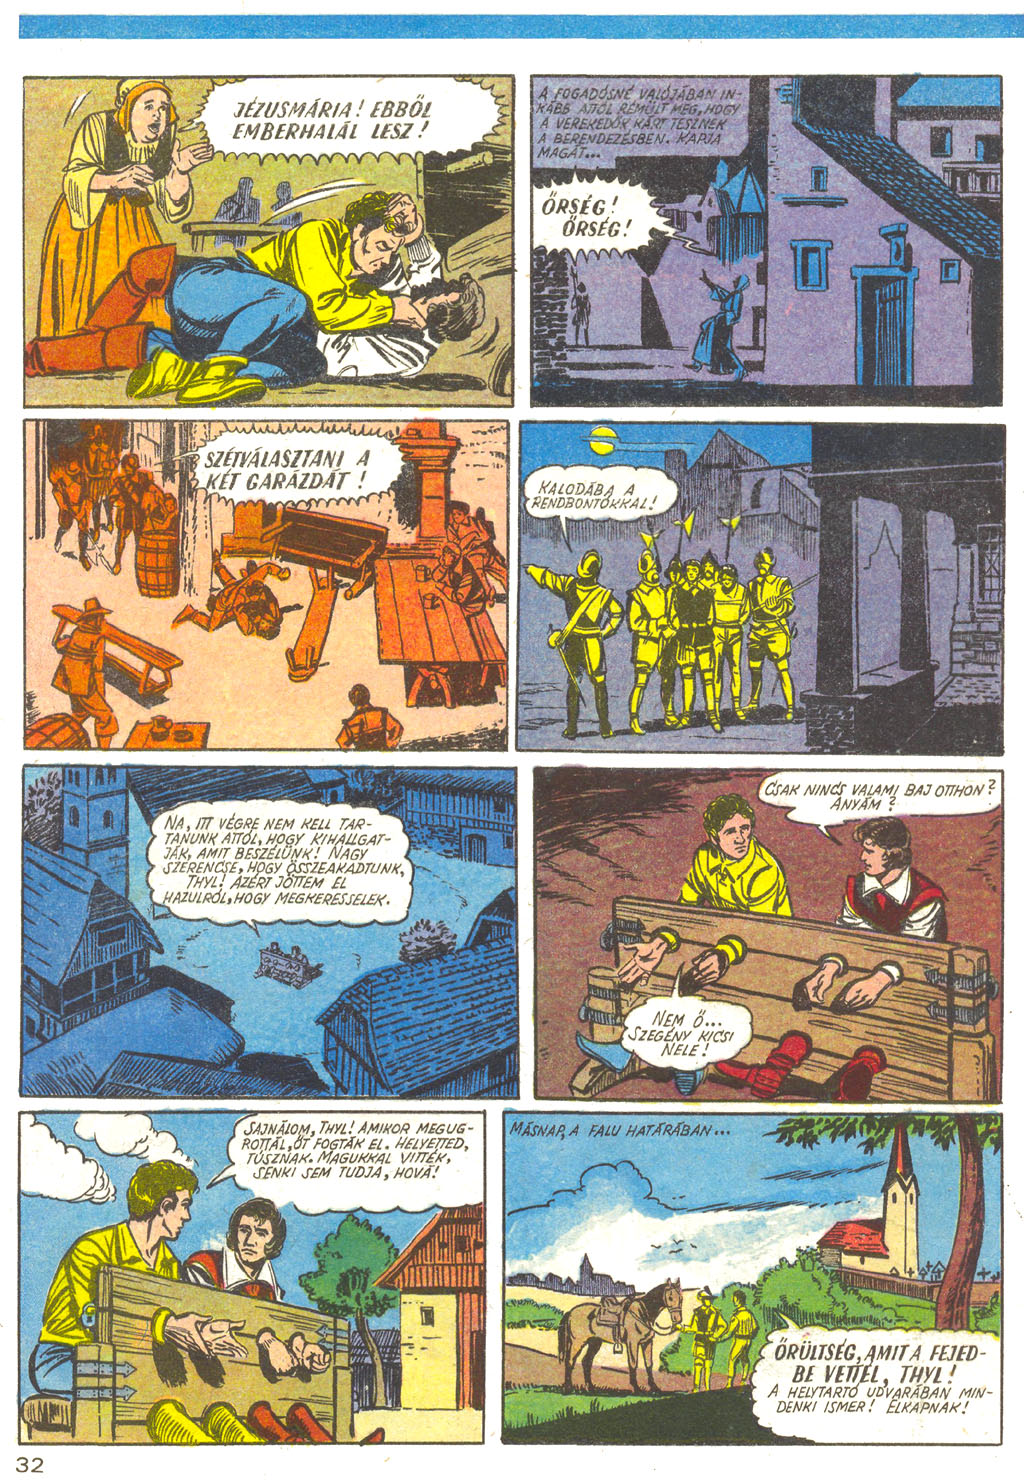 JÉZUSMÁRIA! EBBŐL
EMBERHALÁL LESZ!
A FOGADÓSNÉ VALÓJÁBAN IN-
KÁBB ATTÓL RÉMÜLT MEG, HOGY
A VEREKEDŐK KÁRT TESZNEK
A BERENDEZÉSBEN. KAPJA
MAGÁT...
ŐRSÉG!
ŐRSÉG!
SZÉTVÁLASZTANI A
KÉT GARÁZDÁT!
KALODÁBA A
RENDBONTÓKKAL!
NA, ITT VÉGRE NEM KELL TAR-
TANUNK ATTÓL, HOGY KIHALLGAT-
JÁK, AMIT BESZÉLÜNK! NAGY
SZERENCSE, HOGY ÖSSZEAKADTUNK,
THYL! AZÉRT JÖTTEM EL
HAZULRÓL, HOGY MEGKERESSELEK.
CSAK NINCS VALAMI BAJ OTTHON?
ANYÁM?
NEM Ő...
SZEGÉNY KICSI
NELE!
SAJNÁLOM, THYL! AMIKOR MEGUG-
ROTTÁL, ŐT FOGTÁK EL. HELYETTED,
TÚSZNAK. MAGUKKAL VITTÉK,
SENKI SEM TUDJA, HOVÁ!
MÁSNAP, A FALU HATÁRÁBAN...
ŐRÜLTSÉG, AMIT A FEJED-
BE VETTÉL, THYL!
A HELYTARTÓ UDVARÁBAN MIN-
DENKI ISMER! ELKAPNAK!
32